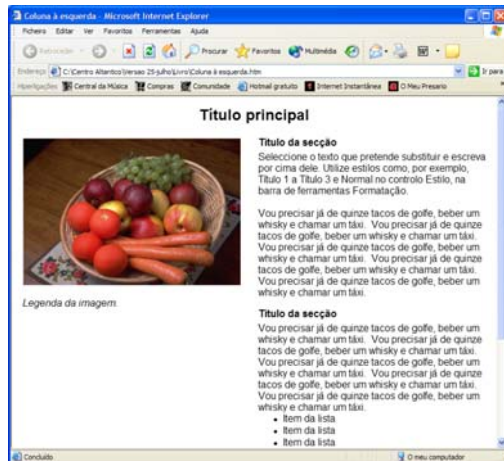 Coluna à esquerda - Microsoft Internet Explorer
Ficheiro Editar Ver Favoritos Ferramentas Ajuda
Retroceder Procurar Favoritos Multimédia
Endereço C:\Centro Atlantico\Versao 25-julho\Livro\Coluna à esquerda.htm Ir para
Hiperligações Central da Música Compras Comunidade Hotmail gratuito Internet Instantânea O Meu Presario
Título principal
Título da secção
Seleccione o texto que pretende substituir e escreva
por cima dele. Utilize estilos como, por exemplo,
Título 1 a Título 3 e Normal no controlo Estilo, na
barra de ferramentas Formatação.
Vou precisar já de quinze tacos de golfe, beber um
whisky e chamar um táxi. Vou precisar já de quinze
tacos de golfe, beber um whisky e chamar um táxi.
Vou precisar já de quinze tacos de golfe, beber um
whisky e chamar um táxi. Vou precisar já de quinze
tacos de golfe, beber um whisky e chamar um táxi.
Vou precisar já de quinze tacos de golfe, beber um
whisky e chamar um táxi.
Legenda da imagem.
Título da secção
Vou precisar já de quinze tacos de golfe, beber um
whisky e chamar um táxi. Vou precisar já de quinze
tacos de golfe, beber um whisky e chamar um táxi.
Vou precisar já de quinze tacos de golfe, beber um
whisky e chamar um táxi. Vou precisar já de quinze
tacos de golfe, beber um whisky e chamar um táxi.
Vou precisar já de quinze tacos de golfe, beber um
whisky e chamar um táxi.
• Item da lista
• Item da lista
• Item da lista
Concluído O meu computador